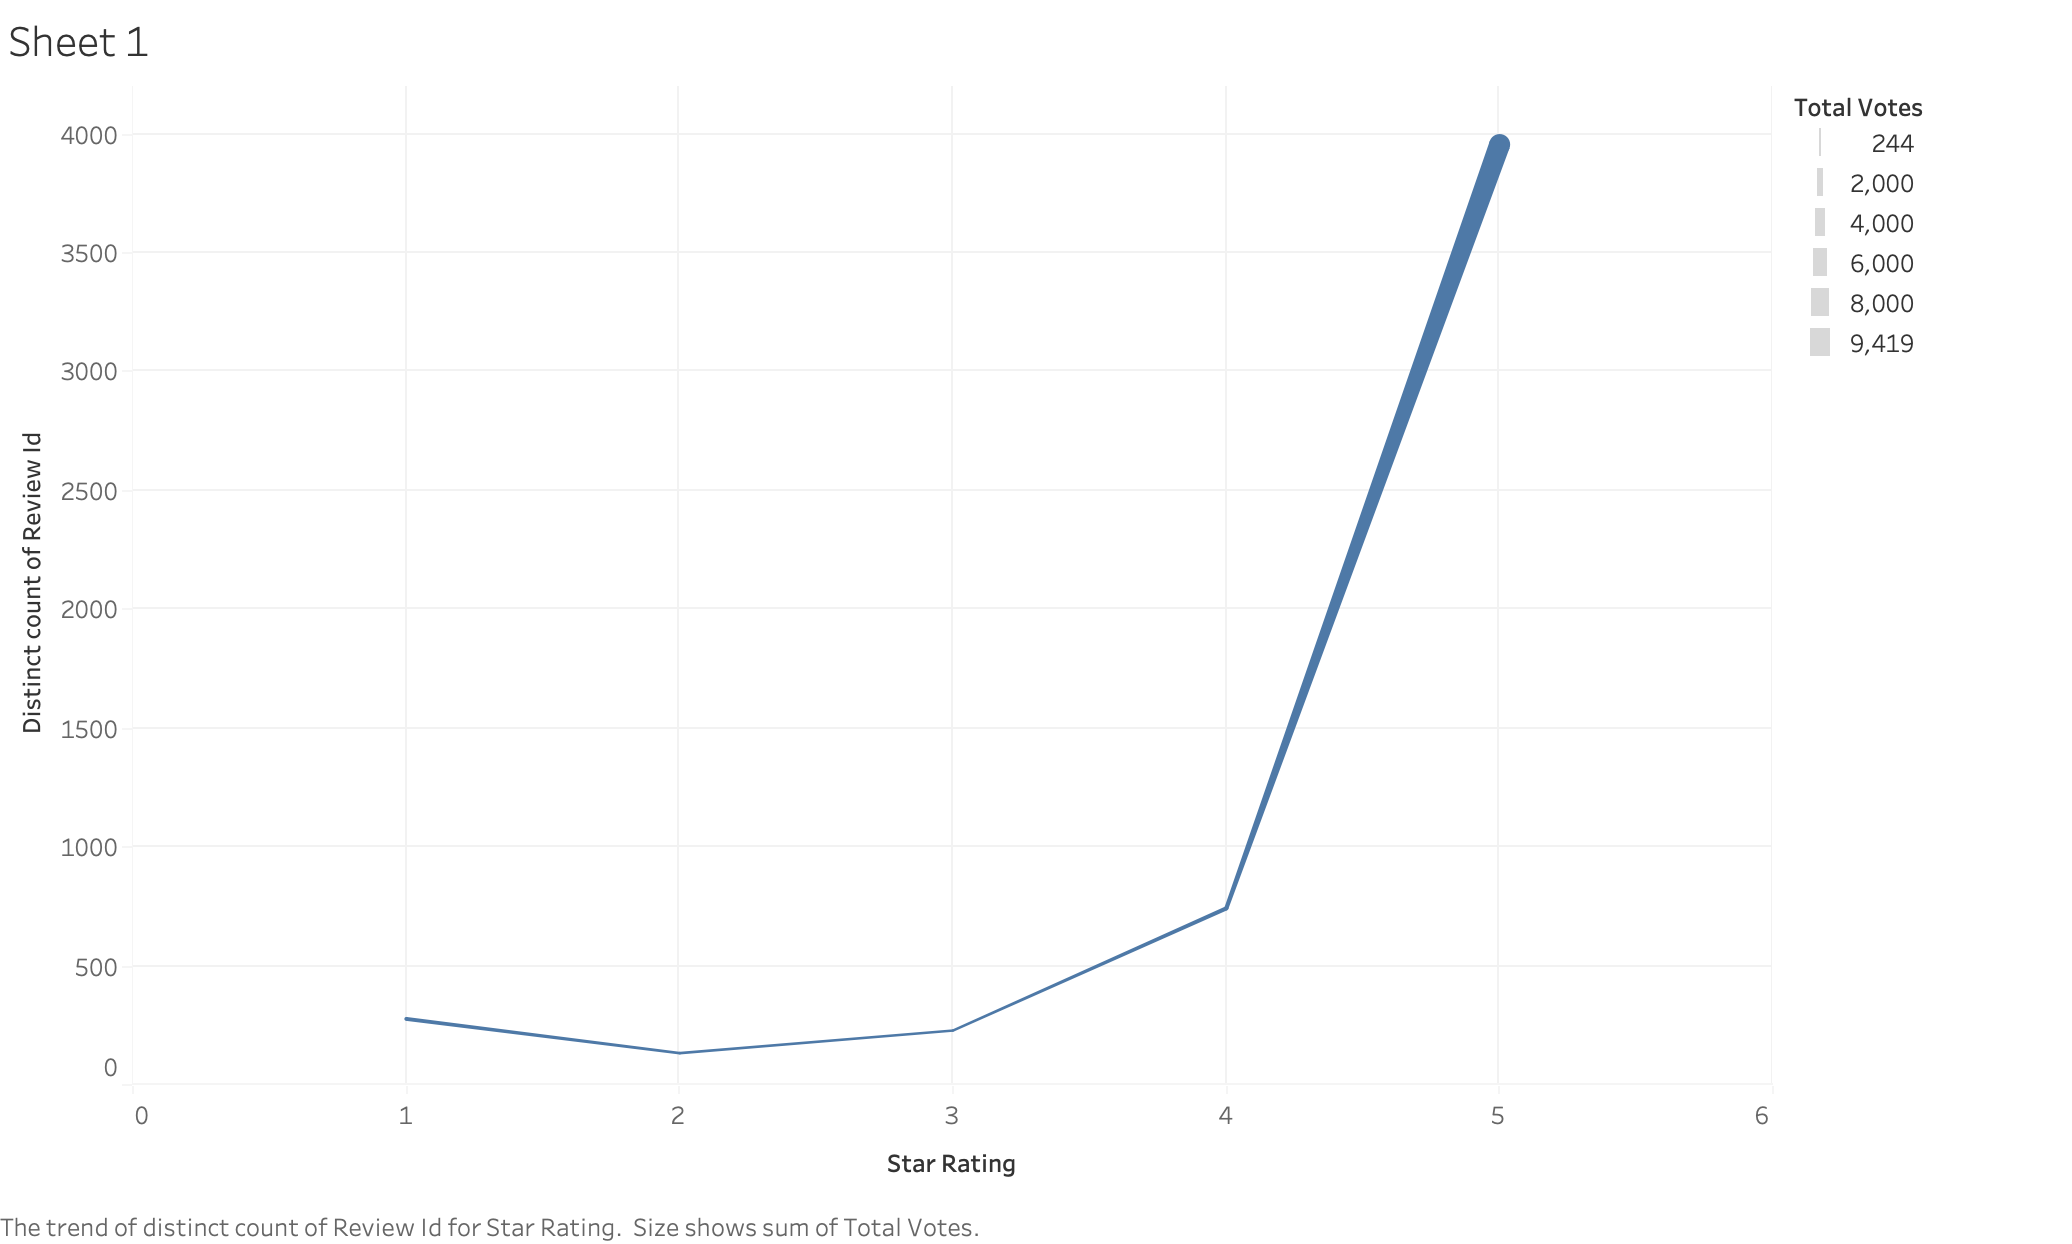 Sheet 1
Total Votes
244
2,000
4,000
6,000
8,000
9,419
Distinct count of Review Id
4000
3500
3000
2500
2000
1500
1000
500
0
0 1 2 3 4 5 6
Star Rating
The trend of distinct count of Review Id for Star Rating.  Size shows sum of Total Votes.